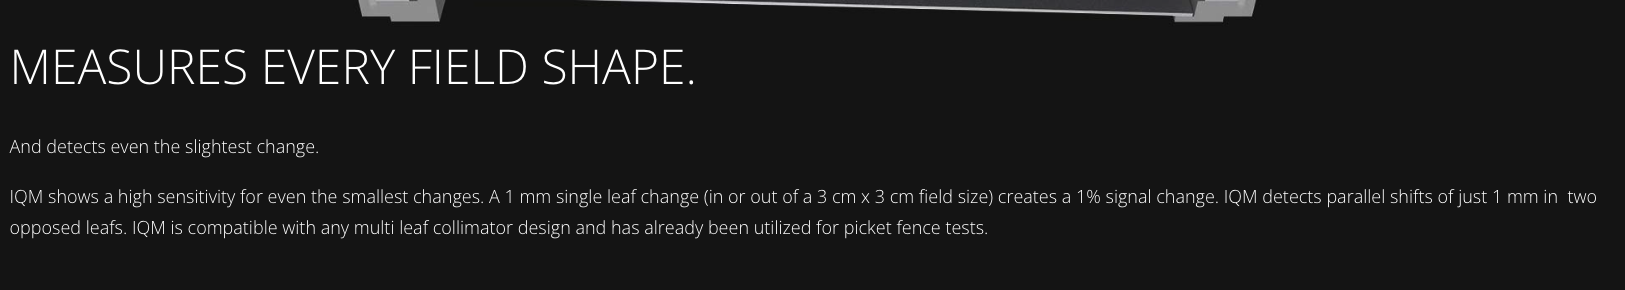 MEASURES EVERY FIELD SHAPE.
And detects even the slightest change.
IQM shows a high sensitivity for even the smallest changes. A 1 mm single leaf change (in or out of a 3 cm x 3 cm field size) creates a 1% signal change. IQM detects parallel shifts of just 1 mm in  two
opposed leafs. IQM is compatible with any multi leaf collimator design and has already been utilized for picket fence tests.